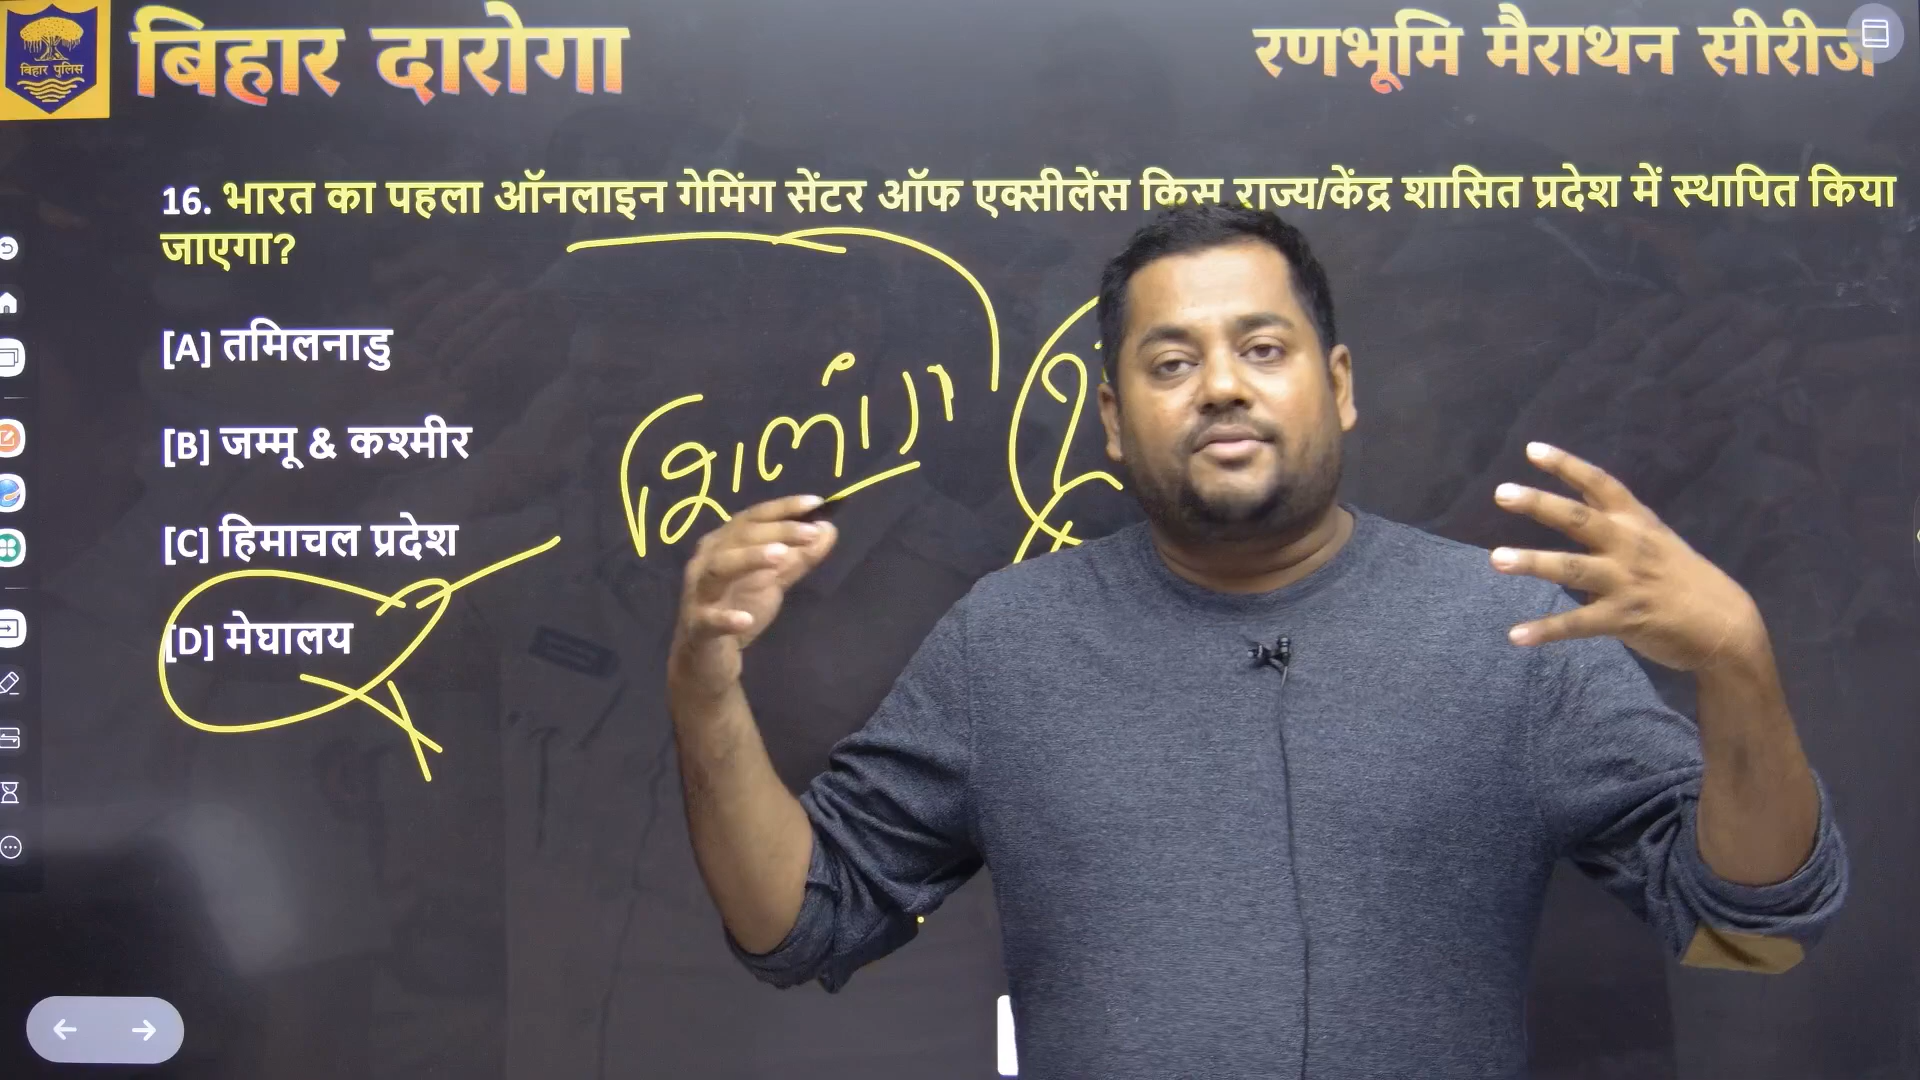 बिहार पुलिस
बिहार दारोगा
रणभूमि मैराथन सीरीज
16. भारत का पहला ऑनलाइन गेमिंग सेंटर ऑफ एक्सीलेंस किस राज्य/केंद्र शासित प्रदेश में स्थापित किया
जाएगा?
[A] तमिलनाडु
[B] जम्मू & कश्मीर
[C] हिमाचल प्रदेश
[D] मेघालय
शिलांग